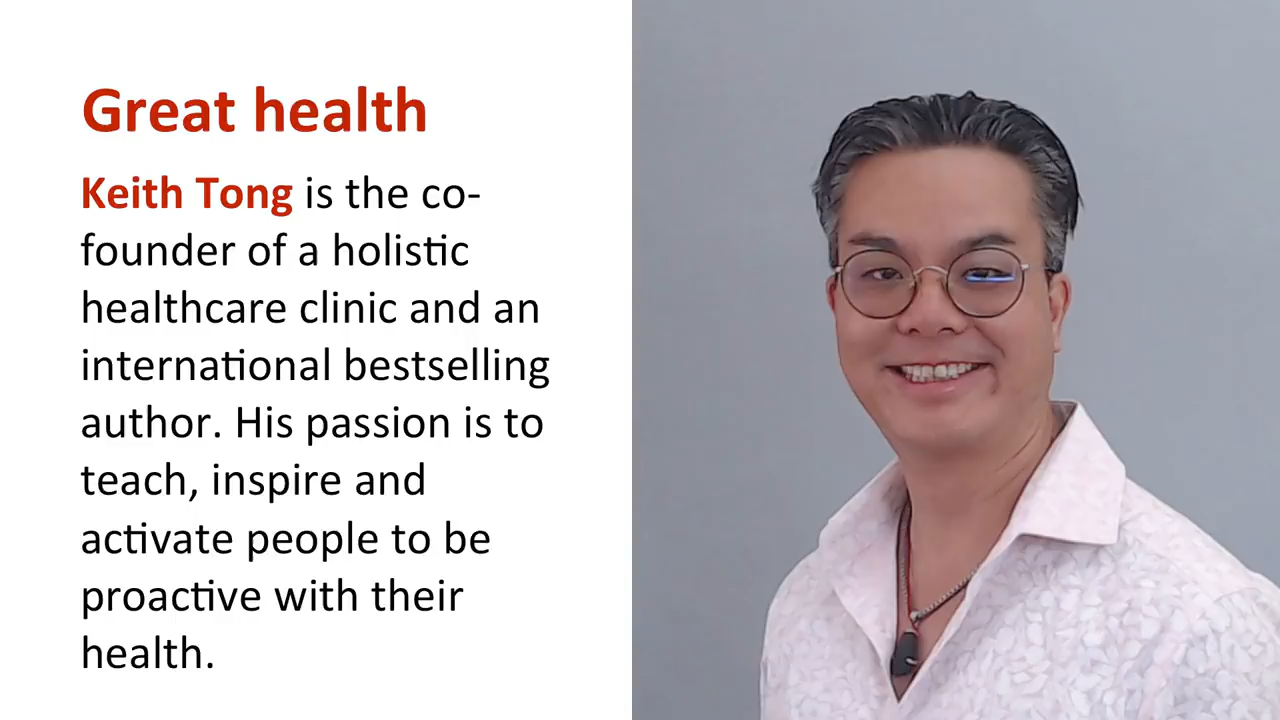 Great health
Keith Tong is the co-
founder of a holistic
healthcare clinic and an
international bestselling
author. His passion is to
teach, inspire and
activate people to be
proactive with their
health.